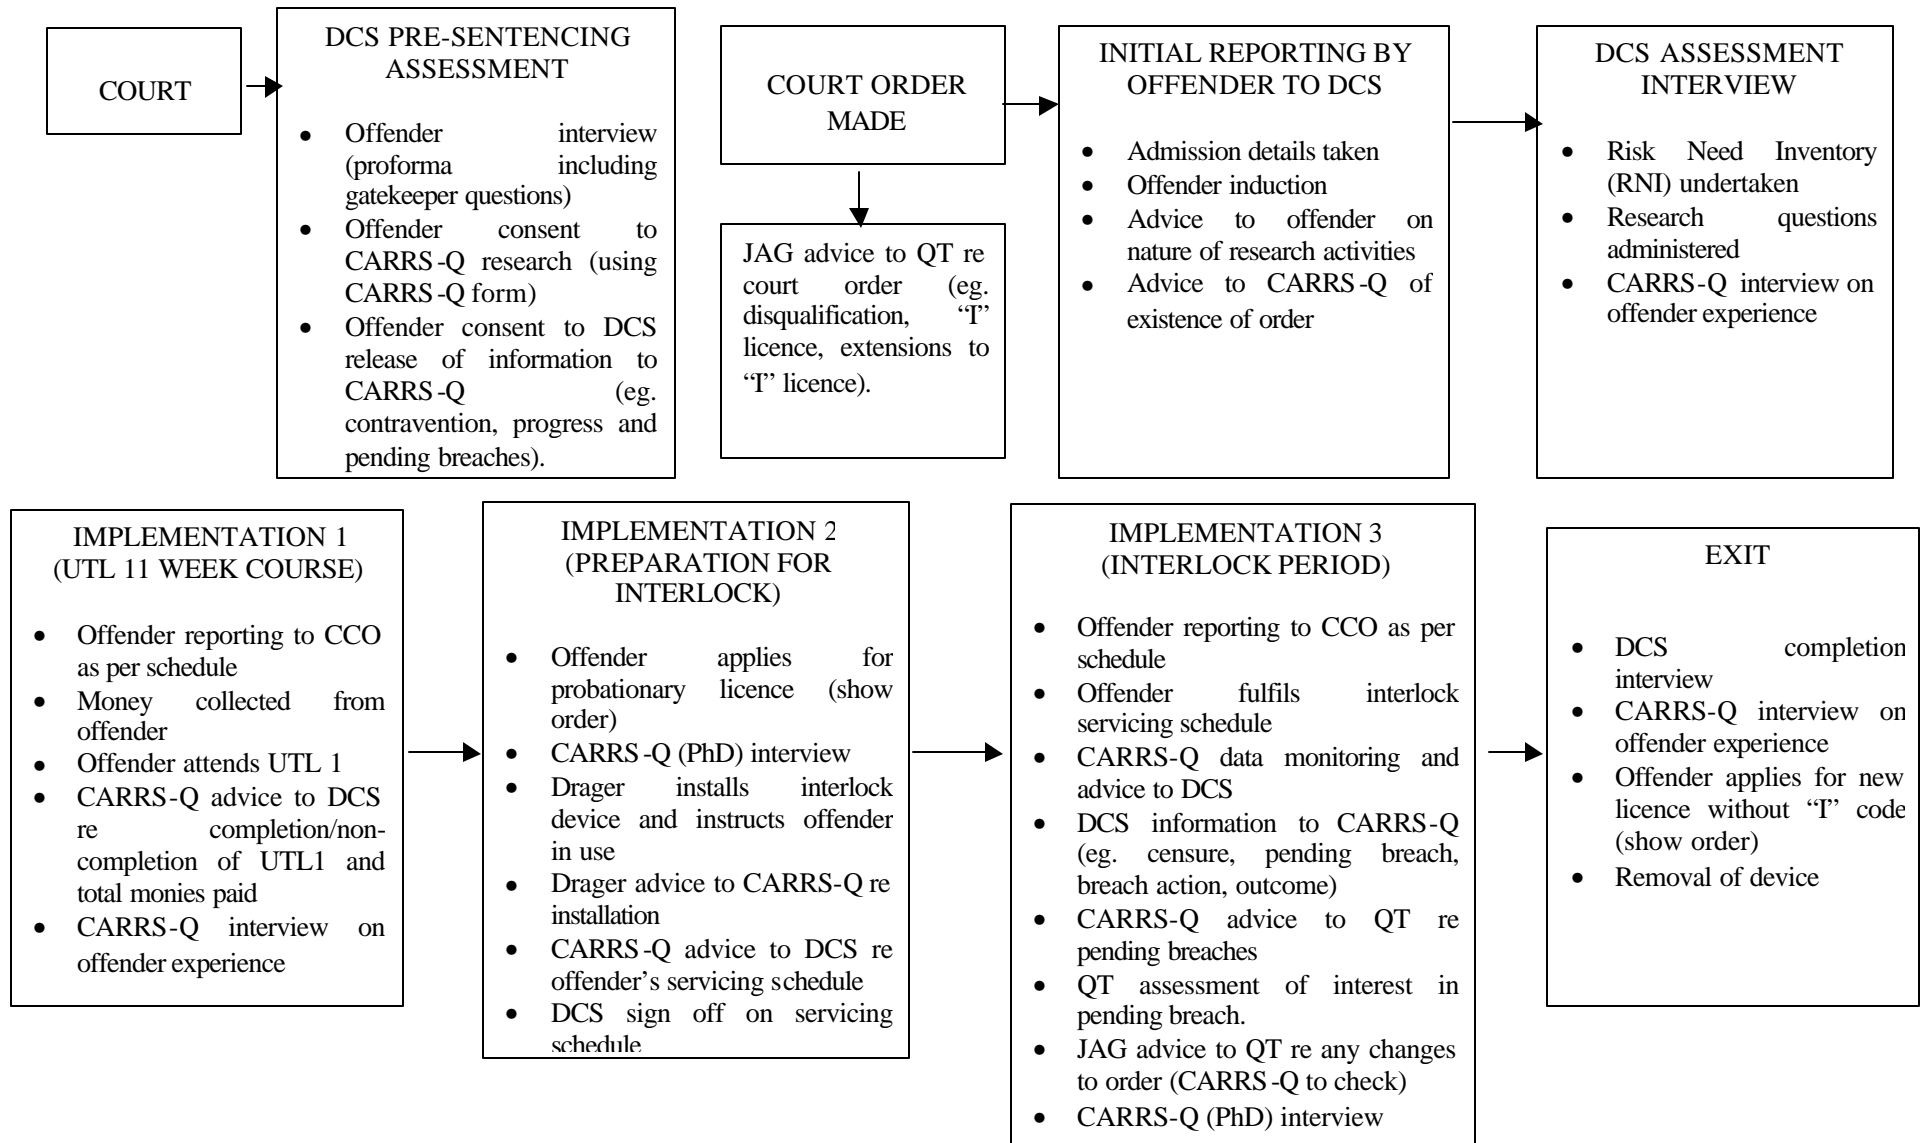 COURT
DCS PRE-SENTENCING
ASSESSMENT
• Offender interview
(proforma including
gatekeeper questions)
• Offender consent to
CARRS-Q research (using
CARRS-Q form)
• Offender consent to DCS
release of information to
CARRS-Q (eg.
contravention, progress and
pending breaches).
COURT ORDER
MADE
JAG advice to QT re
court order (eg.
disqualification, “I”
licence, extensions to
“I” licence).
INITIAL REPORTING BY
OFFENDER TO DCS
• Admission details taken
• Offender induction
• Advice to offender on
nature of research activities
• Advice to CARRS-Q of
existence of order
DCS ASSESSMENT
INTERVIEW
• Risk Need Inventory
(RNI) undertaken
• Research questions
administered
• CARRS-Q interview on
offender experience
IMPLEMENTATION 1
(UTL 11 WEEK COURSE)
• Offender reporting to CCO
as per schedule
• Money collected from
offender
• Offender attends UTL 1
• CARRS-Q advice to DCS
re completion/non-
completion of UTL1 and
total monies paid
• CARRS-Q interview on
offender experience
IMPLEMENTATION 2
(PREPARATION FOR
INTERLOCK)
• Offender applies for
probationary licence (show
order)
• CARRS-Q (PhD) interview
• Drager installs interlock
device and instructs offender
in use
• Drager advice to CARRS-Q re
installation
• CARRS-Q advice to DCS re
offender’s servicing schedule
• DCS sign off on servicing
schedule
IMPLEMENTATION 3
(INTERLOCK PERIOD)
• Offender reporting to CCO as per
schedule
• Offender fulfils interlock
servicing schedule
• CARRS-Q data monitoring and
advice to DCS
• DCS information to CARRS-Q
(eg. censure, pending breach,
breach action, outcome)
• CARRS-Q advice to QT re
pending breaches
• QT assessment of interest in
pending breach.
• JAG advice to QT re any changes
to order (CARRS-Q to check)
• CARRS-Q (PhD) interview
EXIT
• DCS completion
interview
• CARRS-Q interview on
offender experience
• Offender applies for new
licence without “I” code
(show order)
• Removal of device